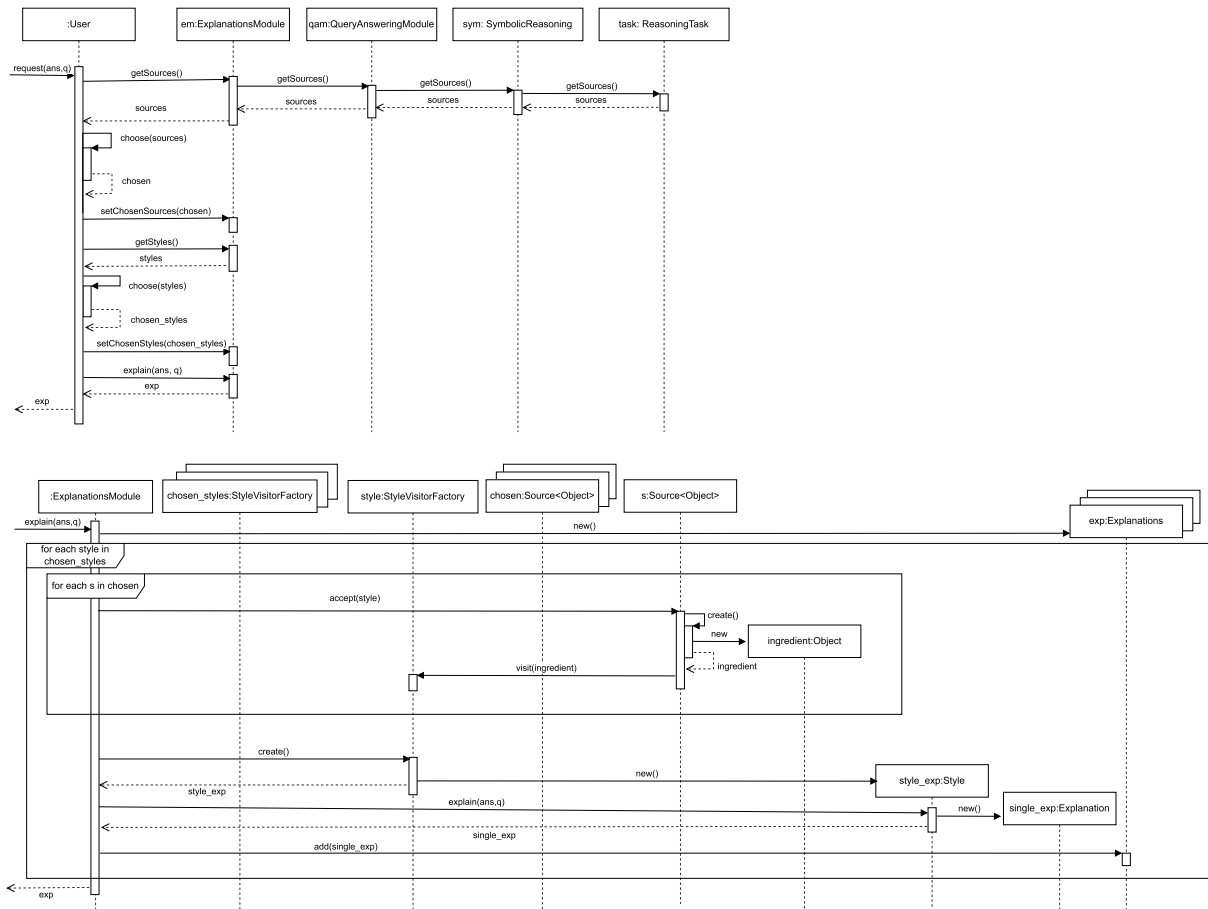 :User
em:ExplanationsModule
qam:QueryAnsweringModule
sym: SymbolicReasoning
task: ReasoningTask
request(ans,q)
getSources()
getSources()
getSources()
getSources()
sources
sources
sources
sources
choose(sources)
chosen
setChosenSources(chosen)
getStyles()
styles
choose(styles)
chosen_styles
setChosenStyles(chosen_styles)
explain(ans, q)
exp
exp
:ExplanationsModule
chosen_styles:StyleVisitorFactory
style:StyleVisitorFactory
chosen:Source<Object>
s:Source<Object>
exp:Explanations
explain(ans,q)
new()
for each style in
chosen_styles
for each s in chosen
accept(style)
create()
new
ingredient:Object
ingredient
visit(ingredient)
create()
new()
style_exp:Style
style_exp
explain(ans,q)
new()
single_exp:Explanation
single_exp
add(single_exp)
exp